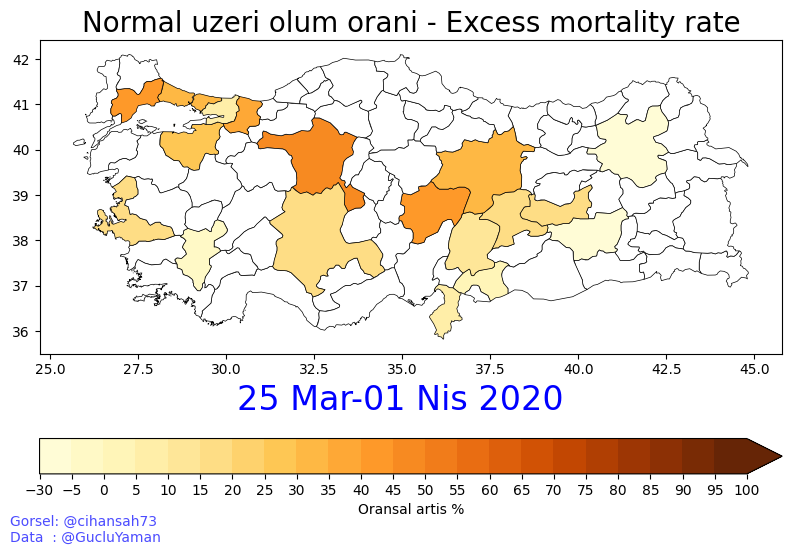 Normal uzeri olum orani - Excess mortality rate
42
41
40
39
38
37
36
25.0 27.5 30.0 32.5 35.0 37.5 40.0 42.5 45.0
25 Mar-01 Nis 2020
−30 −5 0 5 10 15 20 25 30 35 40 45 50 55 60 65 70 75 80 85 90 95 100
Oransal artis %
Gorsel: @cihansah73
Data : @GucluYaman